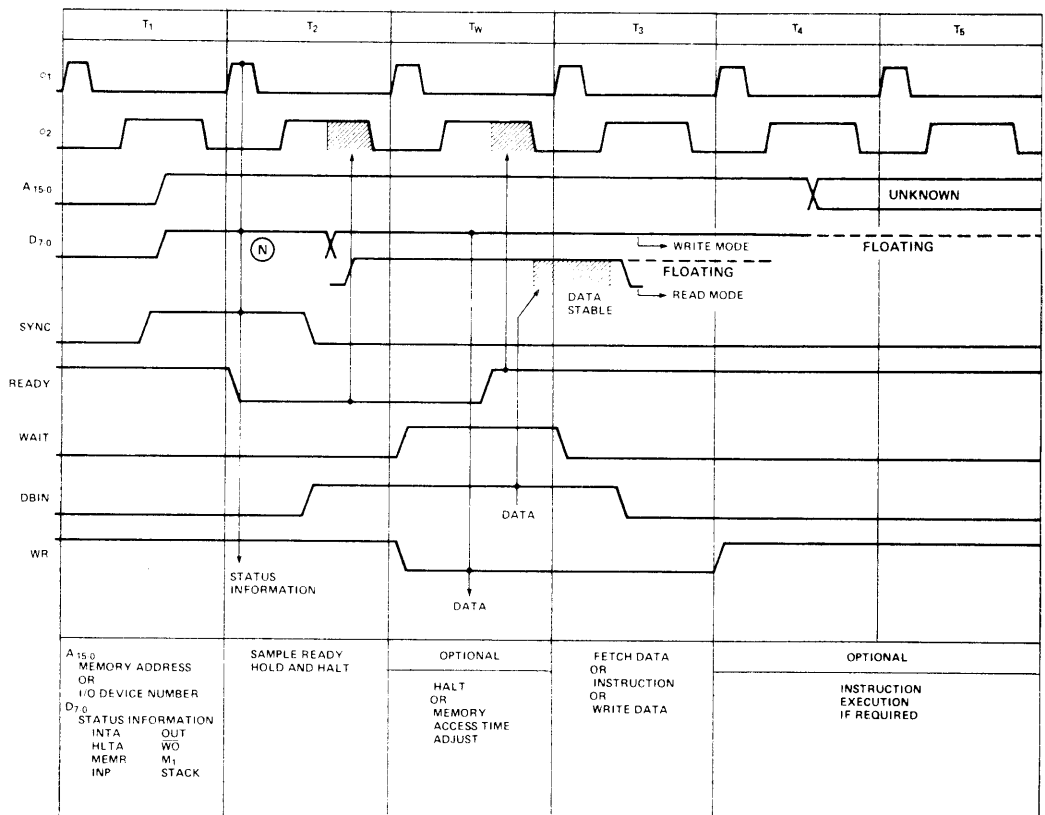 T1 T2 TW T3 T4 T5
φ1
φ2
A15-0
UNKNOWN
D7-0
N
WRITE MODE
FLOATING
FLOATING
DATA
STABLE
READ MODE
SYNC
READY
WAIT
DBIN
DATA
WR
STATUS
INFORMATION
DATA
A15-0
MEMORY ADDRESS
OR
I/O DEVICE NUMBER
D7-0
STATUS INFORMATION
INTA OUT
HLTA W̅O̅
MEMR M1
INP STACK
SAMPLE READY
HOLD AND HALT
OPTIONAL
HALT
OR
MEMORY
ACCESS TIME
ADJUST
FETCH DATA
OR
INSTRUCTION
OR
WRITE DATA
OPTIONAL
INSTRUCTION
EXECUTION
IF REQUIRED